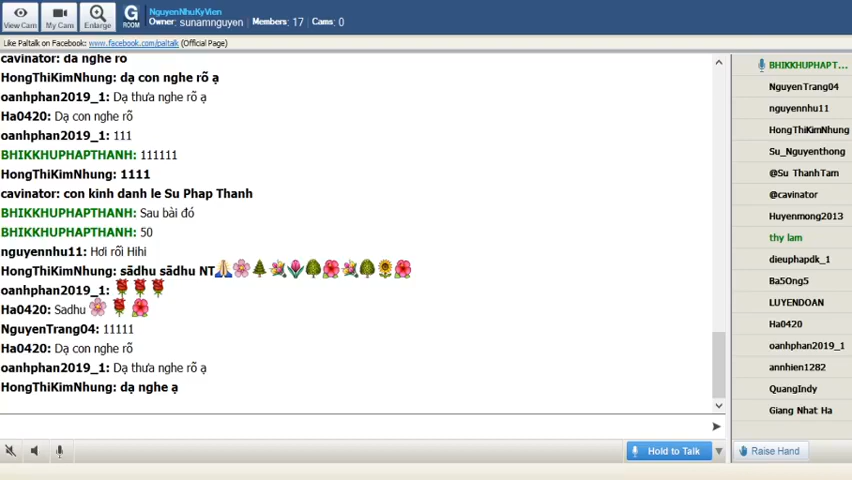 NguyenNhuKyVien
Owner: sunamnguyen Members: 17 Cams: 0
View Cam My Cam Enlarge G ROOM
Like Paltalk on Facebook: www.facebook.com/paltalk (Official Page)
cavinator: da nghe ro
HongThiKimNhung: dạ con nghe rõ ạ
oanhphan2019_1: Dạ thưa nghe rõ ạ
Ha0420: Dạ con nghe rõ
oanhphan2019_1: 111
BHIKKHUPHAPTHANH: 111111
HongThiKimNhung: 1111
cavinator: con kinh danh le Su Phap Thanh
BHIKKHUPHAPTHANH: Sau bài đó
BHIKKHUPHAPTHANH: 50
nguyennhu11: Hơi rối Hihi
HongThiKimNhung: sādhu sādhu NT
oanhphan2019_1:
Ha0420: Sadhu
NguyenTrang04: 11111
Ha0420: Dạ con nghe rõ
oanhphan2019_1: Dạ thưa nghe rõ ạ
HongThiKimNhung: dạ nghe ạ
BHIKKHUPHAPT...
NguyenTrang04
nguyennhu11
HongThiKimNhung
Su_Nguyenthong
@Su ThanhTam
@cavinator
Huyenmong2013
thy lam
dieuphapdk_1
Ba5Ong5
LUYENDOAN
Ha0420
oanhphan2019_1
annhien1282
QuangIndy
Giang Nhat Ha
Hold to Talk
Raise Hand